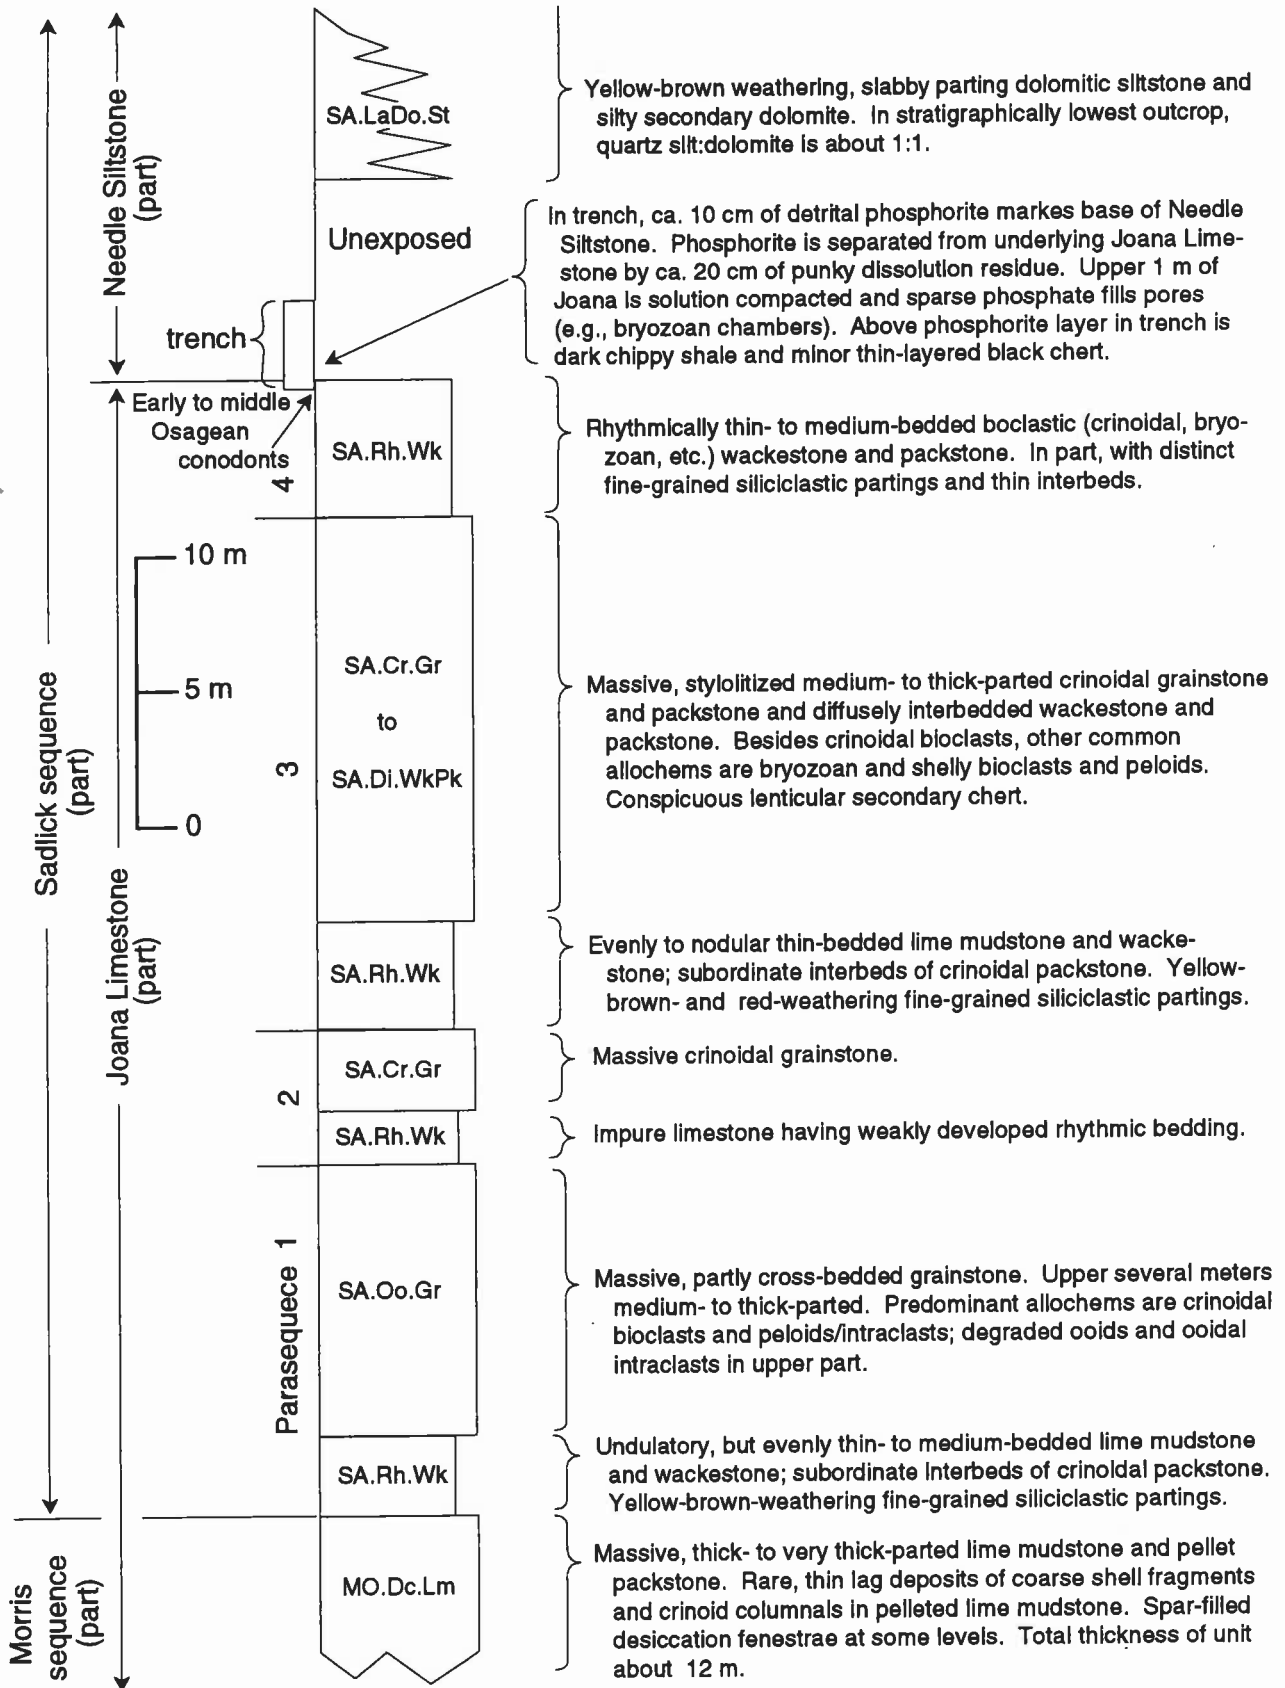 Yellow-brown weathering, slabby parting dolomitic siltstone and
silty secondary dolomite. In stratigraphically lowest outcrop,
quartz silt:dolomite is about 1:1.
SA.LaDo.St
Needle Siltstone
(part)
Unexposed
In trench, ca. 10 cm of detrital phosphorite markes base of Needle
Siltstone. Phosphorite is separated from underlying Joana Lime-
stone by ca. 20 cm of punky dissolution residue. Upper 1 m of
Joana is solution compacted and sparse phosphate fills pores
(e.g., bryozoan chambers). Above phosphorite layer in trench is
dark chippy shale and minor thin-layered black chert.
trench
Early to middle
Osagean
conodonts
4
SA.Rh.Wk
Rhythmically thin- to medium-bedded boclastic (crinoidal, bryo-
zoan, etc.) wackestone and packstone. In part, with distinct
fine-grained siliciclastic partings and thin interbeds.
10 m
5 m
0
Sadlick sequence
(part)
3
SA.Cr.Gr
to
SA.Di.WkPk
Massive, stylolitized medium- to thick-parted crinoidal grainstone
and packstone and diffusely interbedded wackestone and
packstone. Besides crinoidal bioclasts, other common
allochems are bryozoan and shelly bioclasts and peloids.
Conspicuous lenticular secondary chert.
Joana Limestone
(part)
SA.Rh.Wk
Evenly to nodular thin-bedded lime mudstone and wacke-
stone; subordinate interbeds of crinoidal packstone. Yellow-
brown- and red-weathering fine-grained siliciclastic partings.
2
SA.Cr.Gr
Massive crinoidal grainstone.
SA.Rh.Wk
Impure limestone having weakly developed rhythmic bedding.
Parasequece 1
SA.Oo.Gr
Massive, partly cross-bedded grainstone. Upper several meters
medium- to thick-parted. Predominant allochems are crinoidal
bioclasts and peloids/intraclasts; degraded ooids and ooidal
intraclasts in upper part.
SA.Rh.Wk
Undulatory, but evenly thin- to medium-bedded lime mudstone
and wackestone; subordinate interbeds of crinoidal packstone.
Yellow-brown-weathering fine-grained siliciclastic partings.
Morris
sequence
(part)
MO.Dc.Lm
Massive, thick- to very thick-parted lime mudstone and pellet
packstone. Rare, thin lag deposits of coarse shell fragments
and crinoid columnals in pelleted lime mudstone. Spar-filled
desiccation fenestrae at some levels. Total thickness of unit
about 12 m.